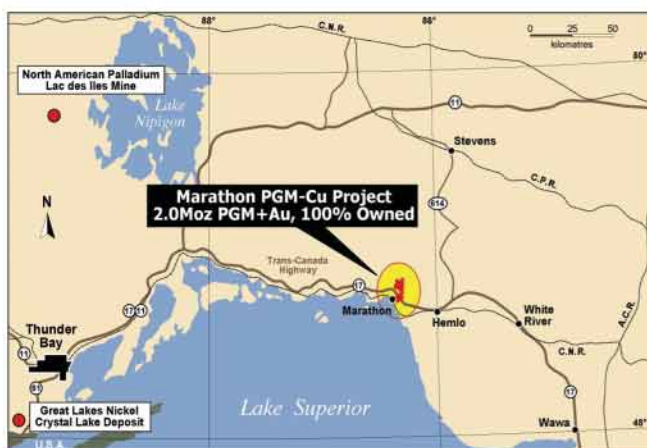 88°
86°
C.N.R.
0 25 50
kilometres
50°
North American Palladium
Lac des Iles Mine
Lake
Nipigon
11
Stevens
C.P.R.
Marathon PGM-Cu Project
2.0Moz PGM+Au, 100% Owned
N
614
Trans-Canada
Highway
17
17
11
Marathon
Hemlo
White
River
A.C.R.
Thunder
Bay
11
C.N.R.
61
17
Great Lakes Nickel
Crystal Lake Deposit
Lake Superior
Wawa
48°
U.S.A.